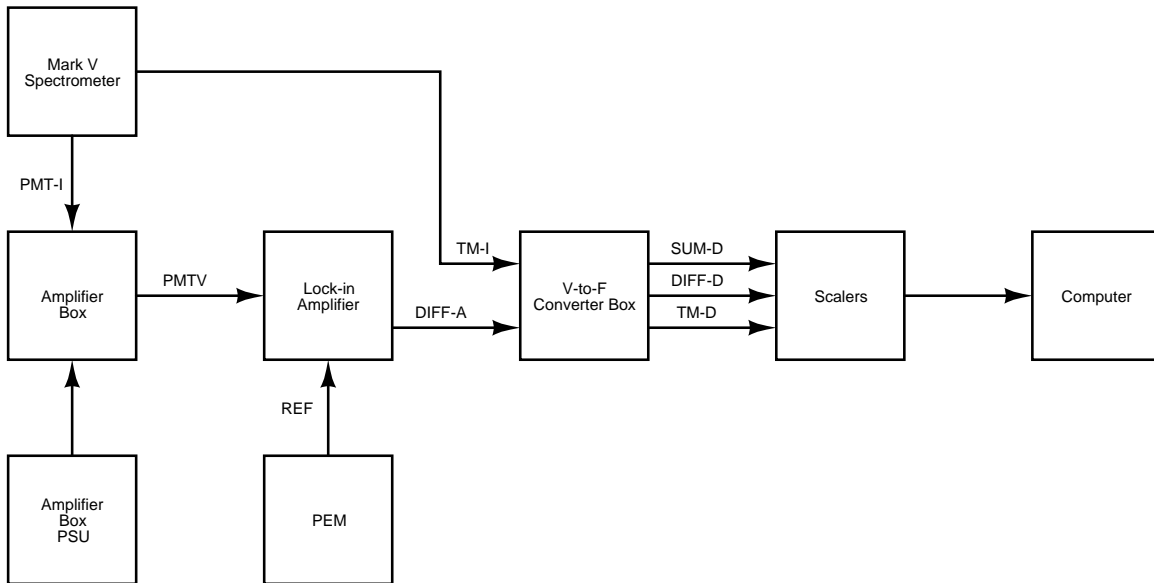 Mark V
Spectrometer
PMT-I
TM-I
SUM-D
PMTV
Amplifier
Box
Lock-in
Amplifier
V-to-F
Converter Box
DIFF-D
Scalers
Computer
DIFF-A
TM-D
REF
Amplifier
Box
PSU
PEM